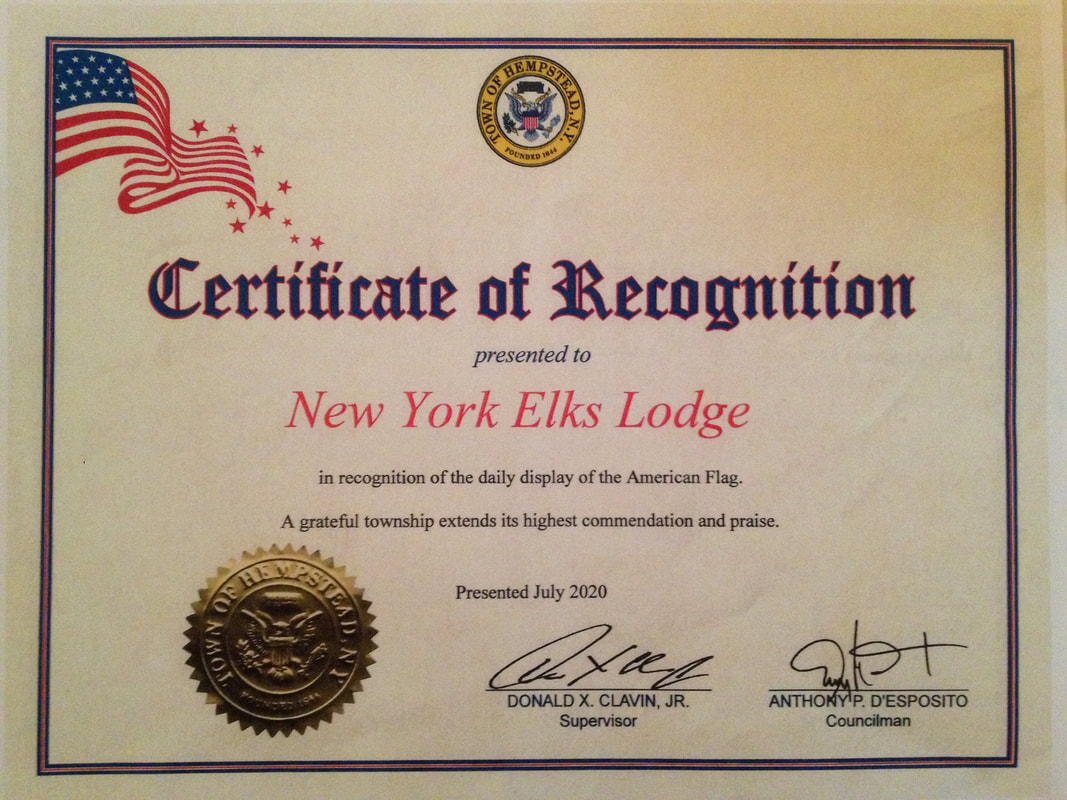 TOWN OF HEMPSTEAD, N.Y.
FOUNDED 1644
Certificate of Recognition
presented to
New York Elks Lodge
in recognition of the daily display of the American Flag.
A grateful township extends its highest commendation and praise.
Presented July 2020
TOWN OF HEMPSTEAD N.Y.
FOUNDED 1644
DONALD X. CLAVIN, JR.
Supervisor
ANTHONY P. D'ESPOSITO
Councilman